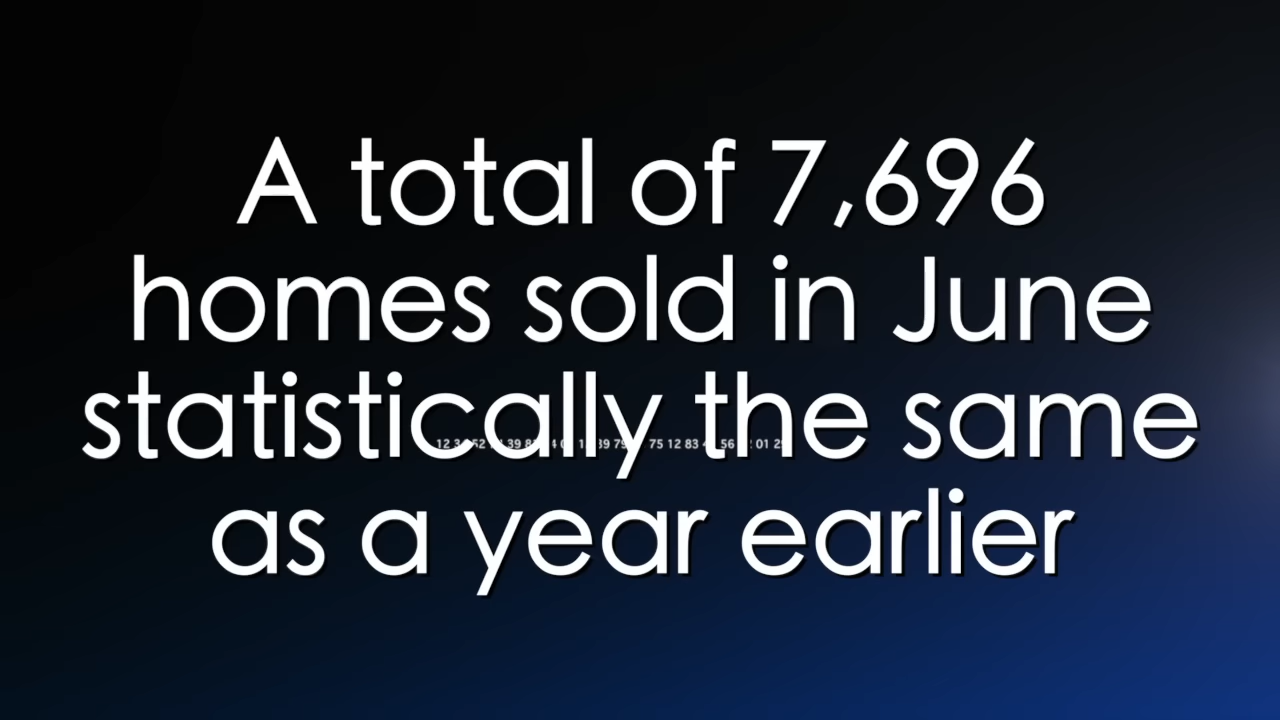 A total of 7,696
homes sold in June
statistically the same
as a year earlier